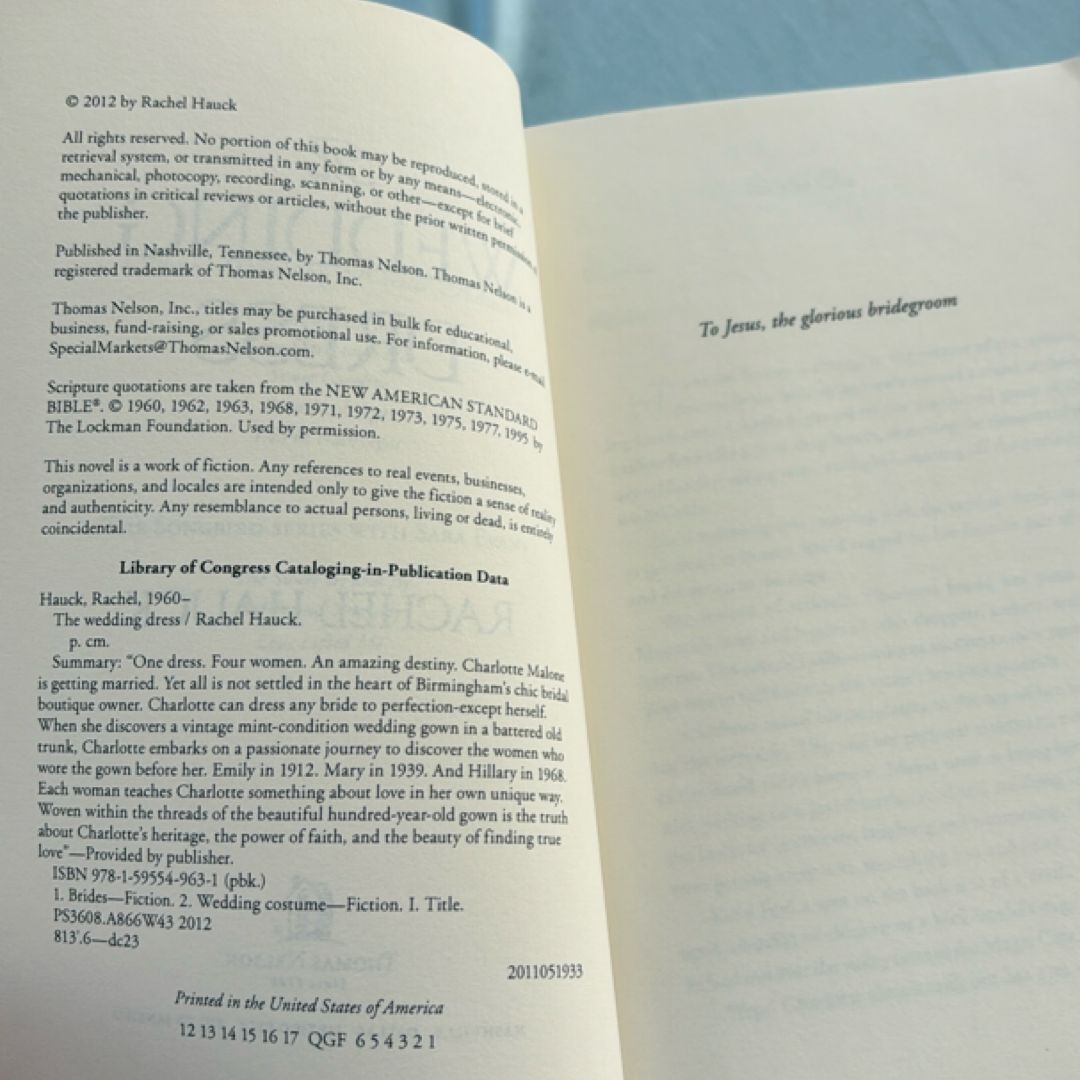 © 2012 by Rachel Hauck
All rights reserved. No portion of this book may be reproduced, stored in a
retrieval system, or transmitted in any form or by any means—electronic,
mechanical, photocopy, recording, scanning, or other—except for brief
quotations in critical reviews or articles, without the prior written permission of
the publisher.
Published in Nashville, Tennessee, by Thomas Nelson. Thomas Nelson is a
registered trademark of Thomas Nelson, Inc.
Thomas Nelson, Inc., titles may be purchased in bulk for educational,
business, fund-raising, or sales promotional use. For information, please e-mail
SpecialMarkets@ThomasNelson.com.
Scripture quotations are taken from the NEW AMERICAN STANDARD
BIBLE®. © 1960, 1962, 1963, 1968, 1971, 1972, 1973, 1975, 1977, 1995 by
The Lockman Foundation. Used by permission.
This novel is a work of fiction. Any references to real events, businesses,
organizations, and locales are intended only to give the fiction a sense of reality
and authenticity. Any resemblance to actual persons, living or dead, is entirely
coincidental.
Library of Congress Cataloging-in-Publication Data
Hauck, Rachel, 1960–
The wedding dress / Rachel Hauck.
p. cm.
Summary: "One dress. Four women. An amazing destiny. Charlotte Malone
is getting married. Yet all is not settled in the heart of Birmingham's chic bridal
boutique owner. Charlotte can dress any bride to perfection-except herself.
When she discovers a vintage mint-condition wedding gown in a battered old
trunk, Charlotte embarks on a passionate journey to discover the women who
wore the gown before her. Emily in 1912. Mary in 1939. And Hillary in 1968.
Each woman teaches Charlotte something about love in her own unique way.
Woven within the threads of the beautiful hundred-year-old gown is the truth
about Charlotte's heritage, the power of faith, and the beauty of finding true
love"—Provided by publisher.
ISBN 978-1-59554-963-1 (pbk.)
1. Brides—Fiction. 2. Wedding costume—Fiction. I. Title.
PS3608.A866W43 2012
813'.6—dc23
2011051933
Printed in the United States of America
12 13 14 15 16 17 QGF 6 5 4 3 2 1
To Jesus, the glorious bridegroom